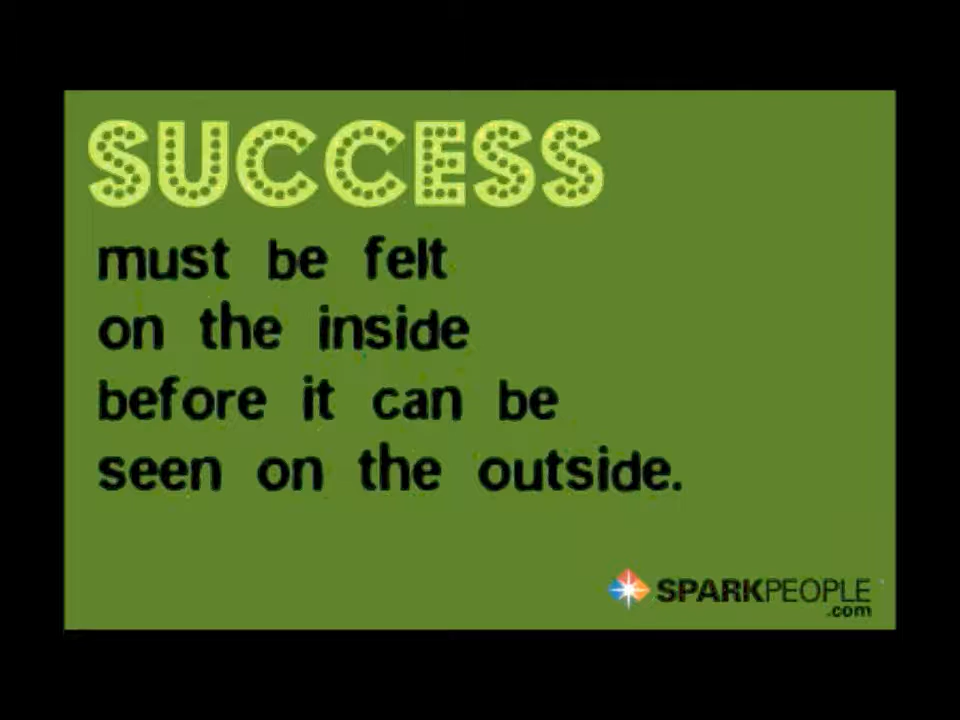 SUCCESS
must be felt
on the inside
before it can be
seen on the outside.
SPARKPEOPLE
.com